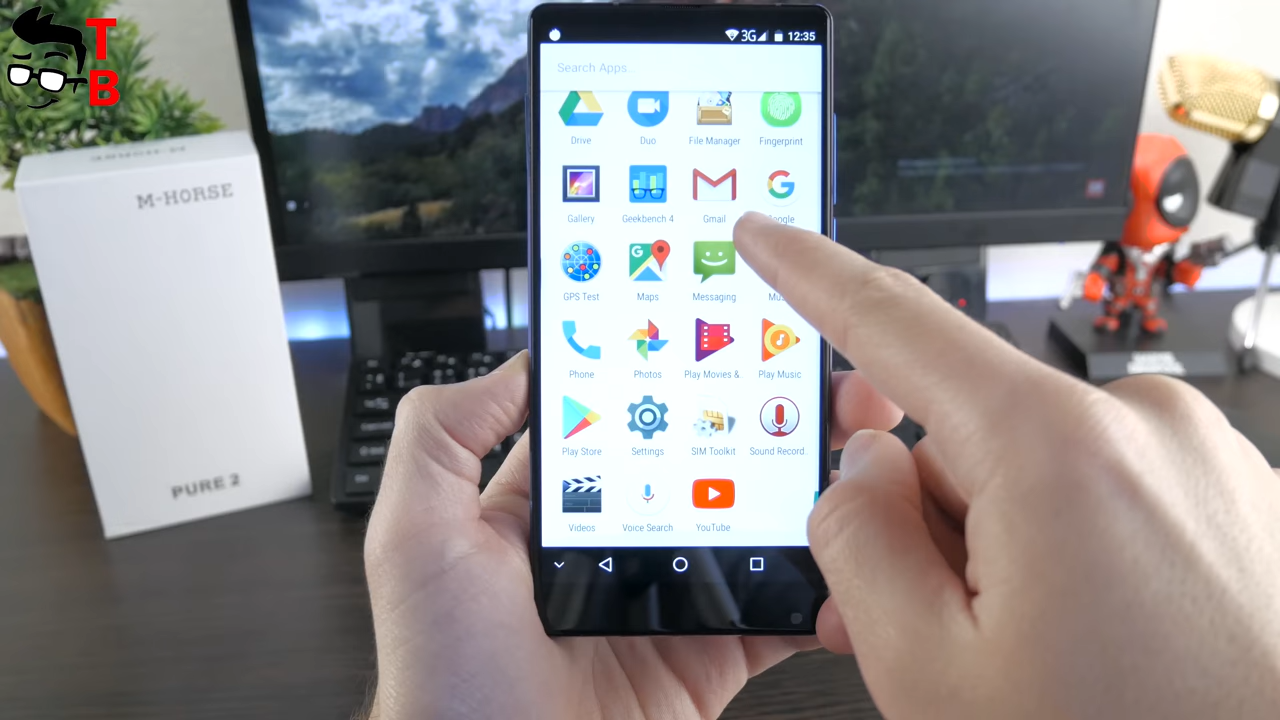 T
B
3G 12:35
Search Apps...
Drive Duo File Manager Fingerprint
Gallery Geekbench 4 Gmail
GPS Test Maps Messaging
Phone Photos Play Movies & Play Music
Play Store Settings SIM Toolkit Sound Record..
Videos Voice Search YouTube
M-HORSE
M-HORSE
PURE 2